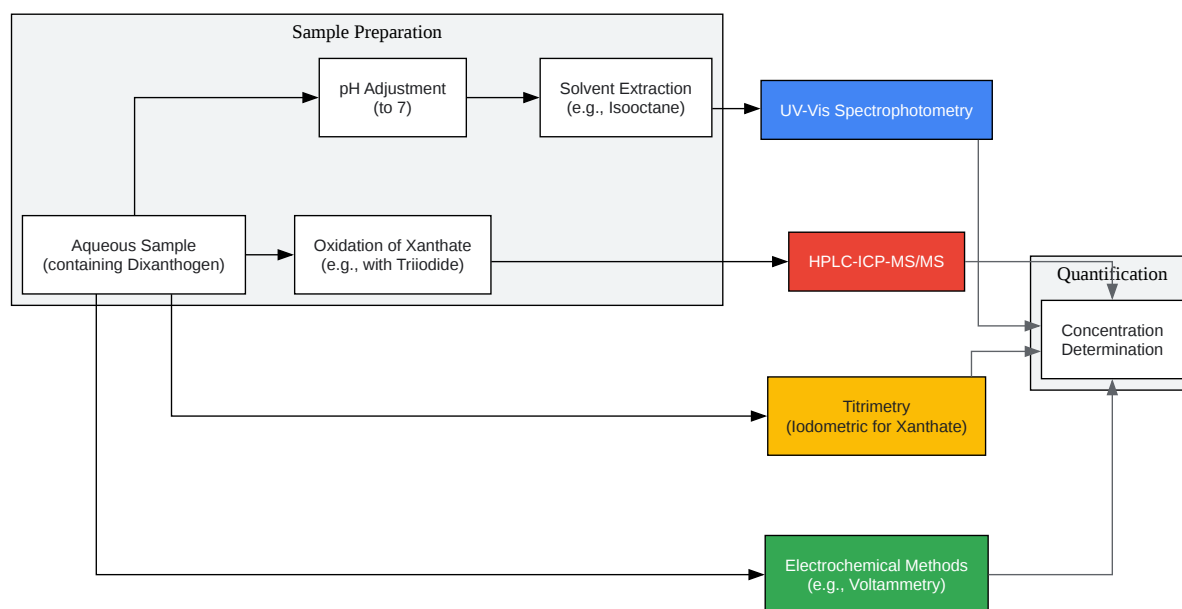 Sample Preparation
pH Adjustment
(to 7)
Solvent Extraction
(e.g., Isooctane)
UV-Vis Spectrophotometry
Aqueous Sample
(containing Dixanthogen)
Oxidation of Xanthate
(e.g., with Triiodide)
HPLC-ICP-MS/MS
Quantification
Concentration
Determination
Titrimetry
(Iodometric for Xanthate)
Electrochemical Methods
(e.g., Voltammetry)